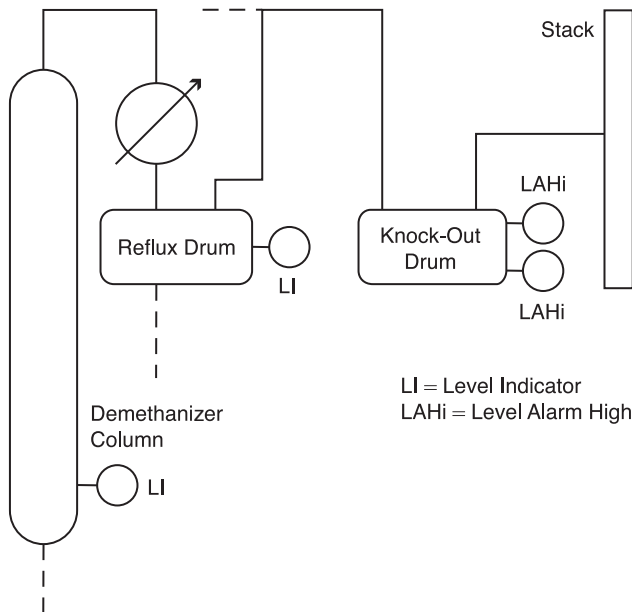 Stack
LAHi
Reflux Drum
Knock-Out
Drum
LI
LAHi
LI = Level Indicator
LAHi = Level Alarm High
Demethanizer
Column
LI